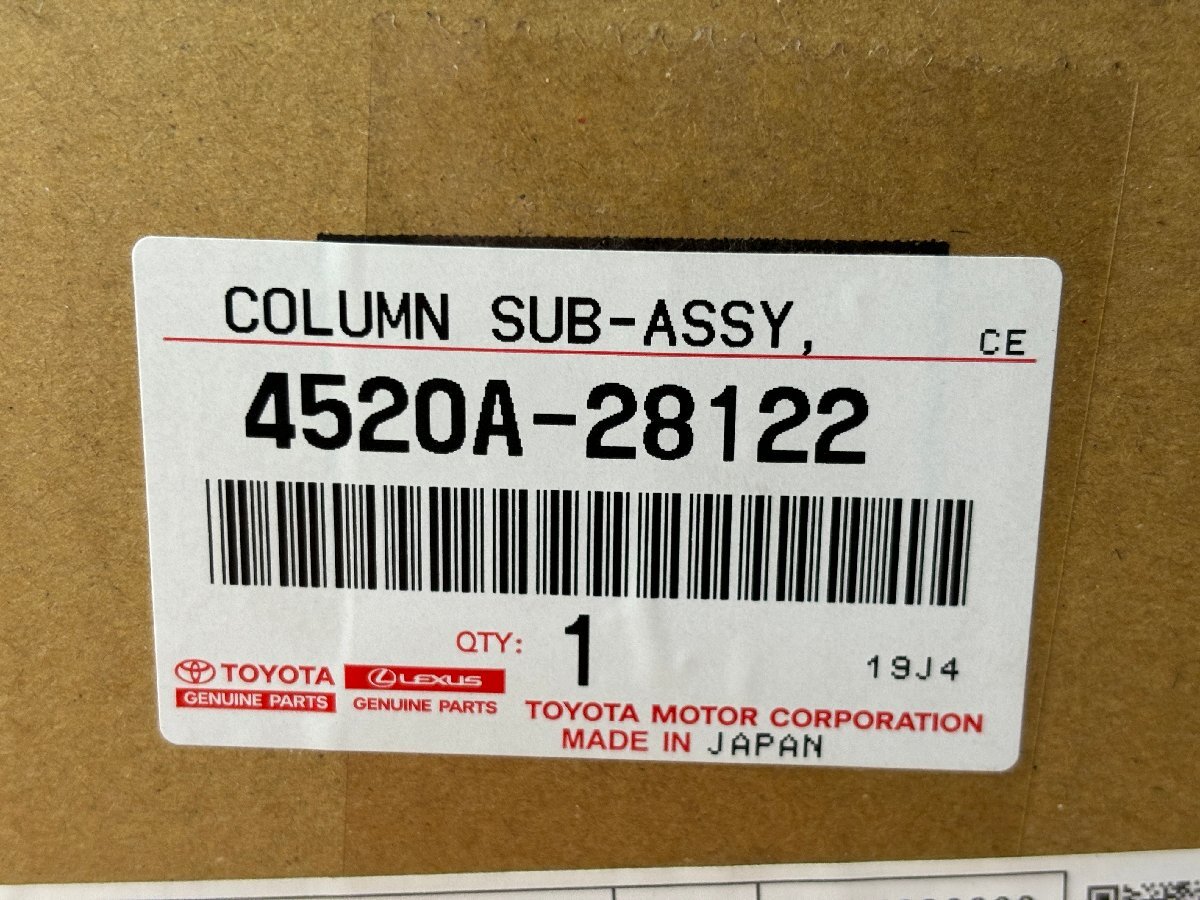 COLUMN SUB-ASSY,
CE
4520A-28122
QTY: 1
19J4
TOYOTA
GENUINE PARTS
LEXUS
GENUINE PARTS
TOYOTA MOTOR CORPORATION
MADE IN JAPAN